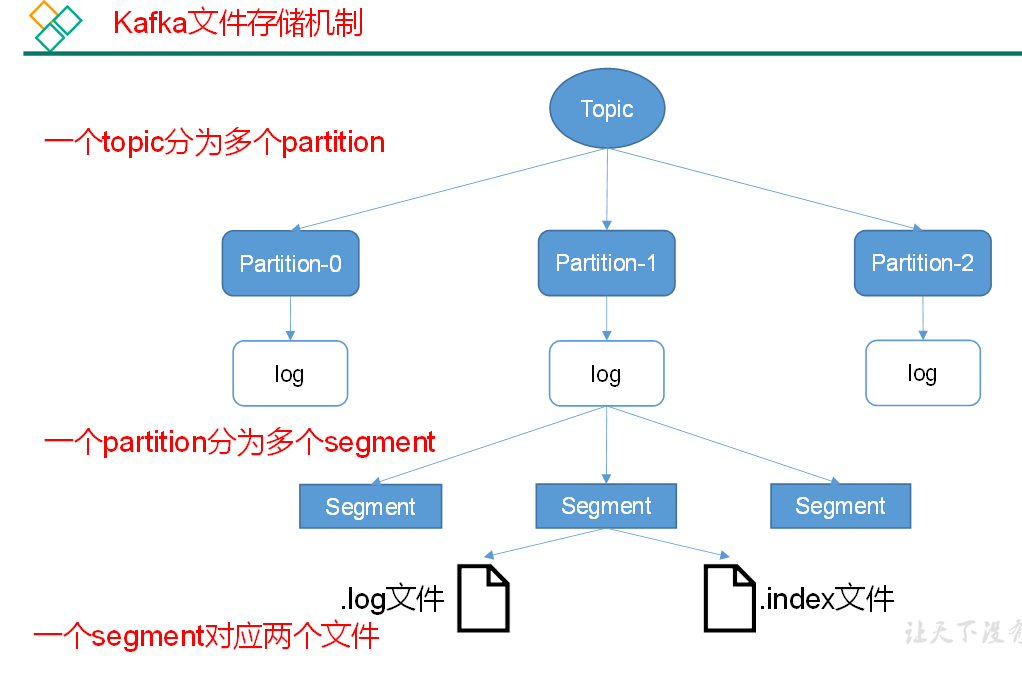 Kafka文件存储机制
Topic
一个topic分为多个partition
Partition-0
Partition-1
Partition-2
log
log
log
一个partition分为多个segment
Segment
Segment
Segment
.log文件
.index文件
一个segment对应两个文件
让天下没有